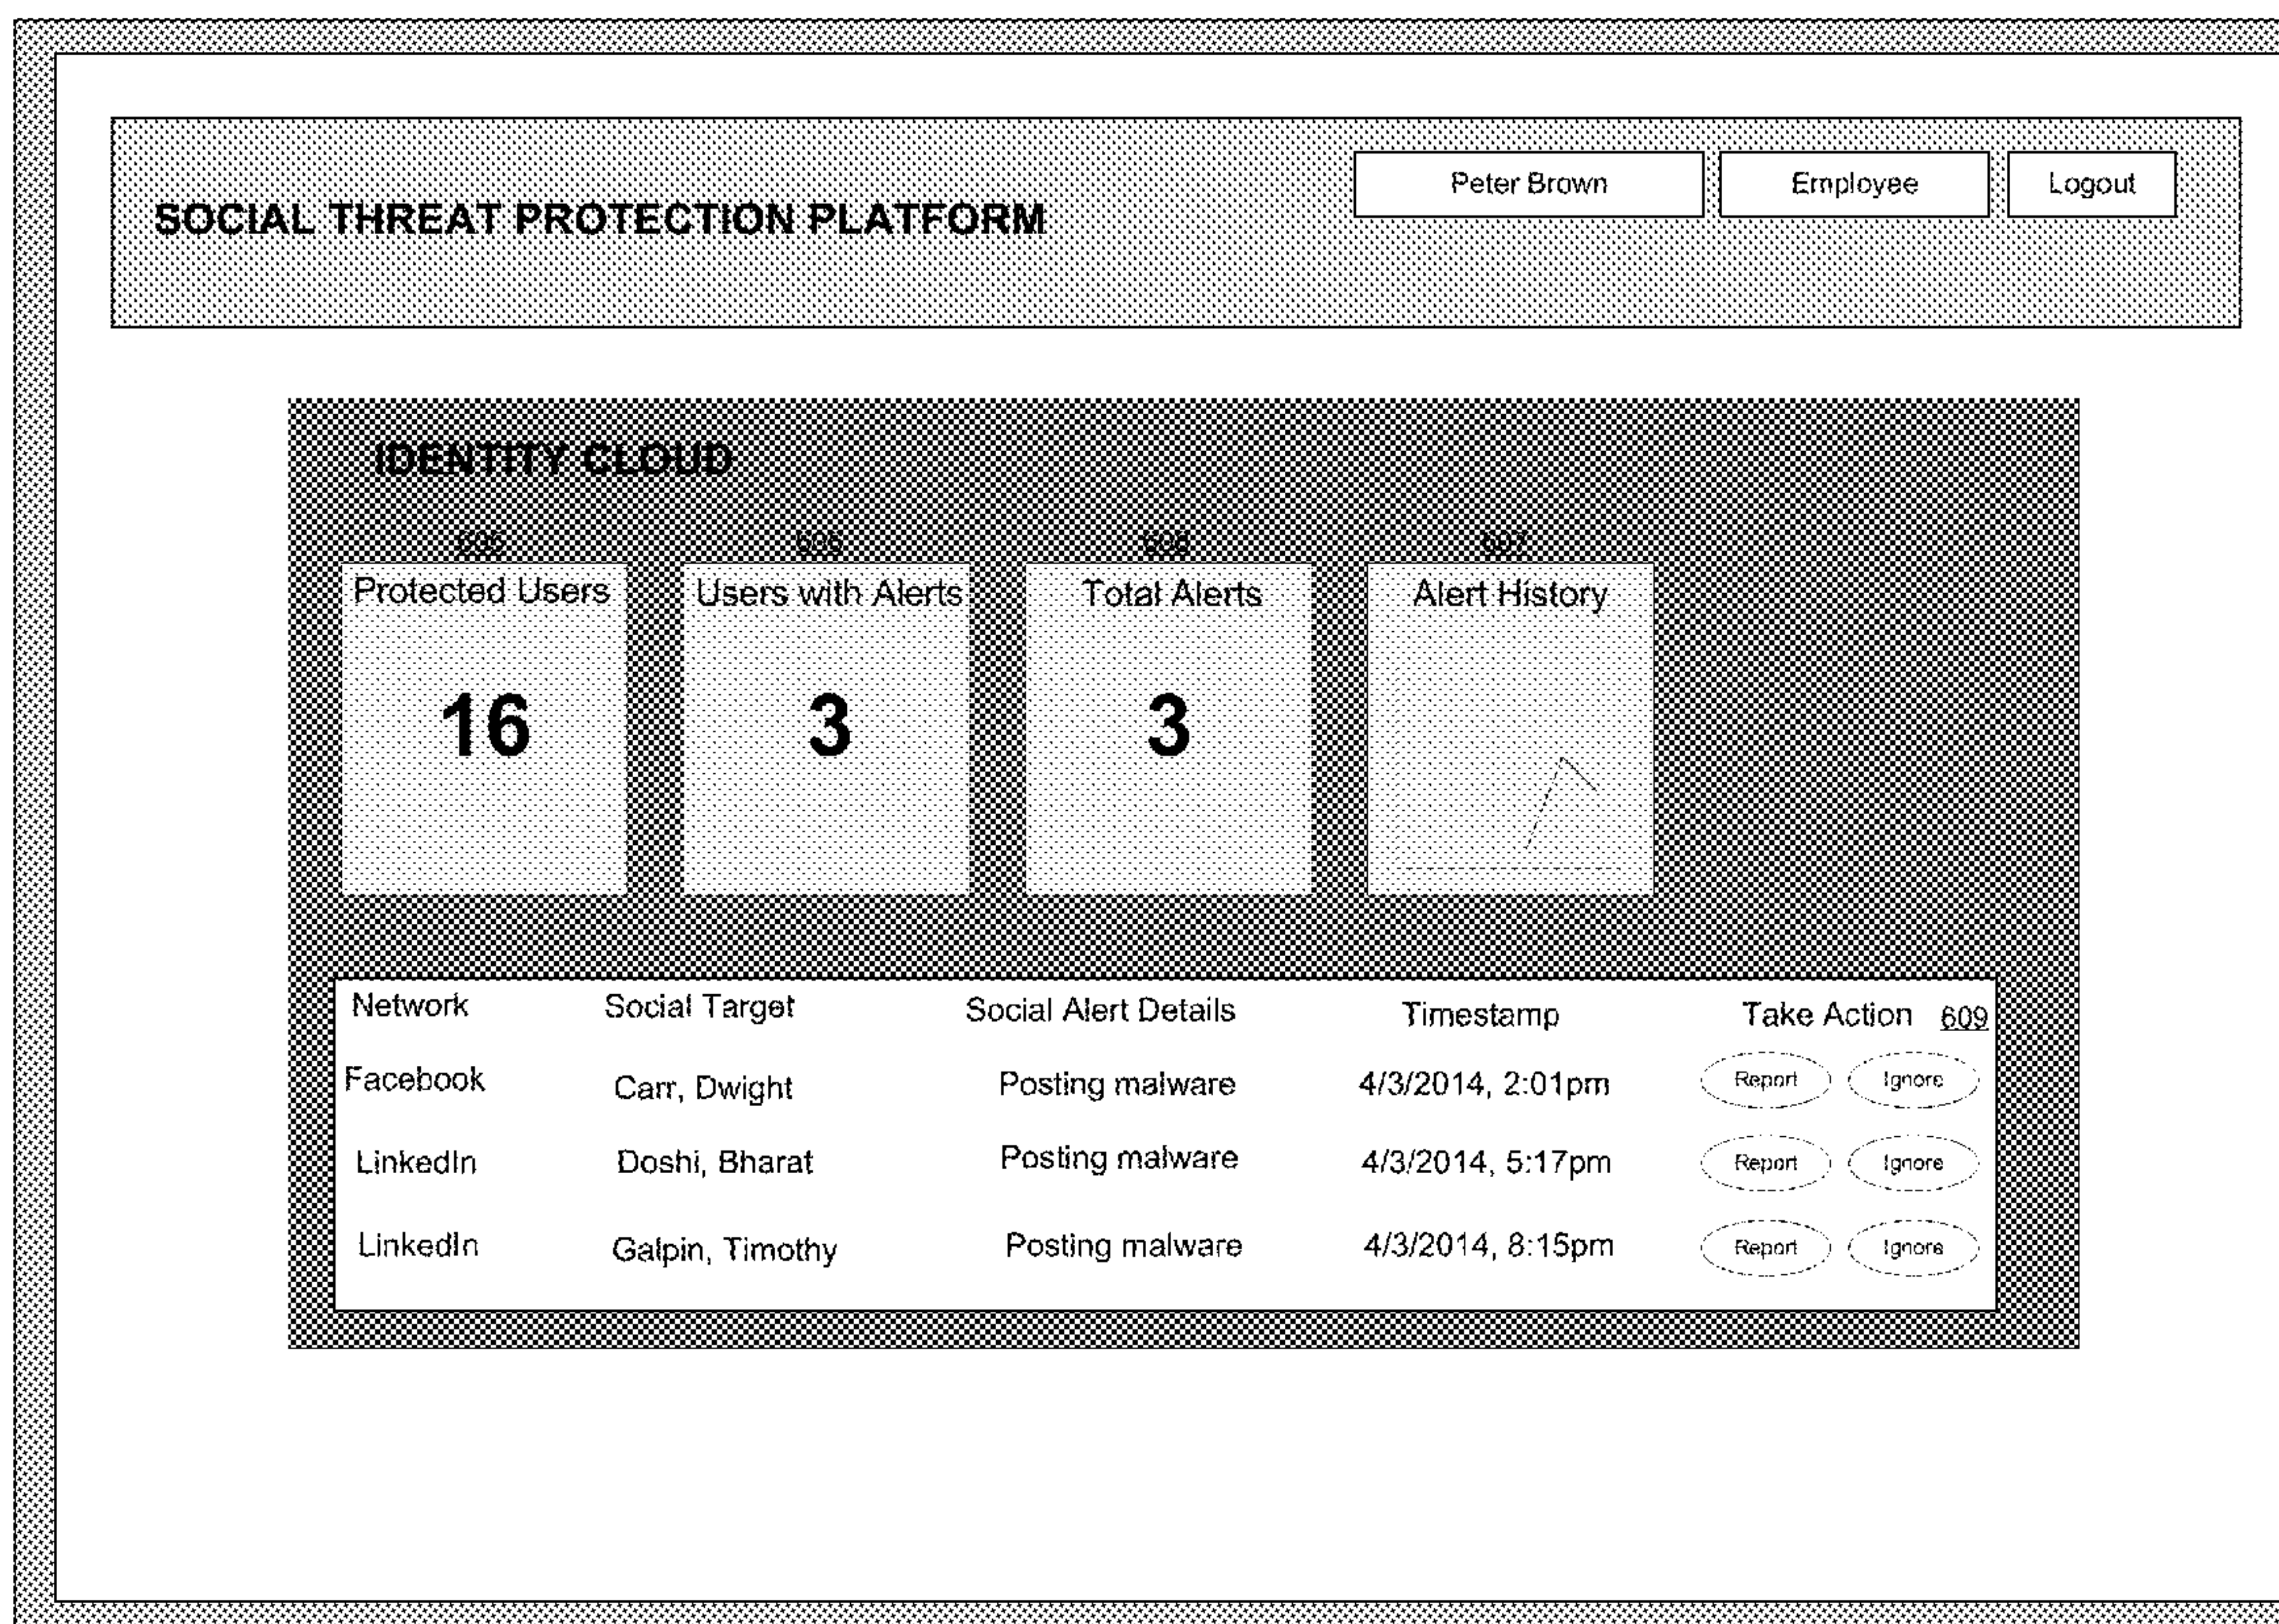 Peter Brown Employee Logout
SOCIAL THREAT PROTECTION PLATFORM
IDENTITY CLOUD
607
Protected Users Users with Alerts Total Alerts Alert History
16 3 3
Network Social Target Social Alert Details Timestamp Take Action 609
Facebook Carr, Dwight Posting malware 4/3/2014, 2:01pm Report Ignore
LinkedIn Doshi, Bharat Posting malware 4/3/2014, 5:17pm Report Ignore
LinkedIn Galpin, Timothy Posting malware 4/3/2014, 8:15pm Report Ignore